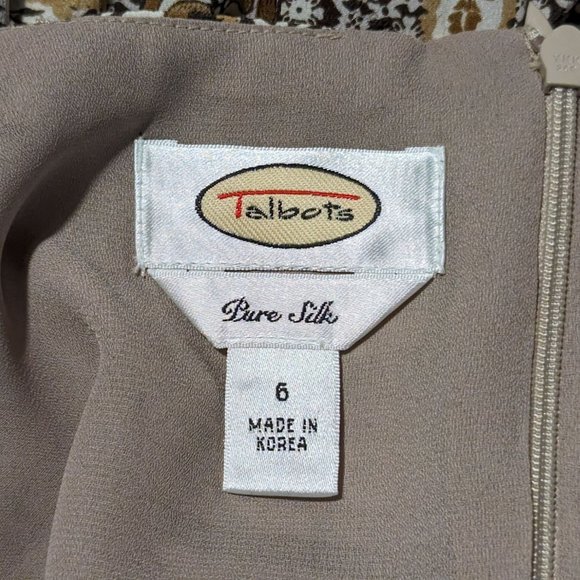 Talbots
Pure Silk
6
MADE IN
KOREA